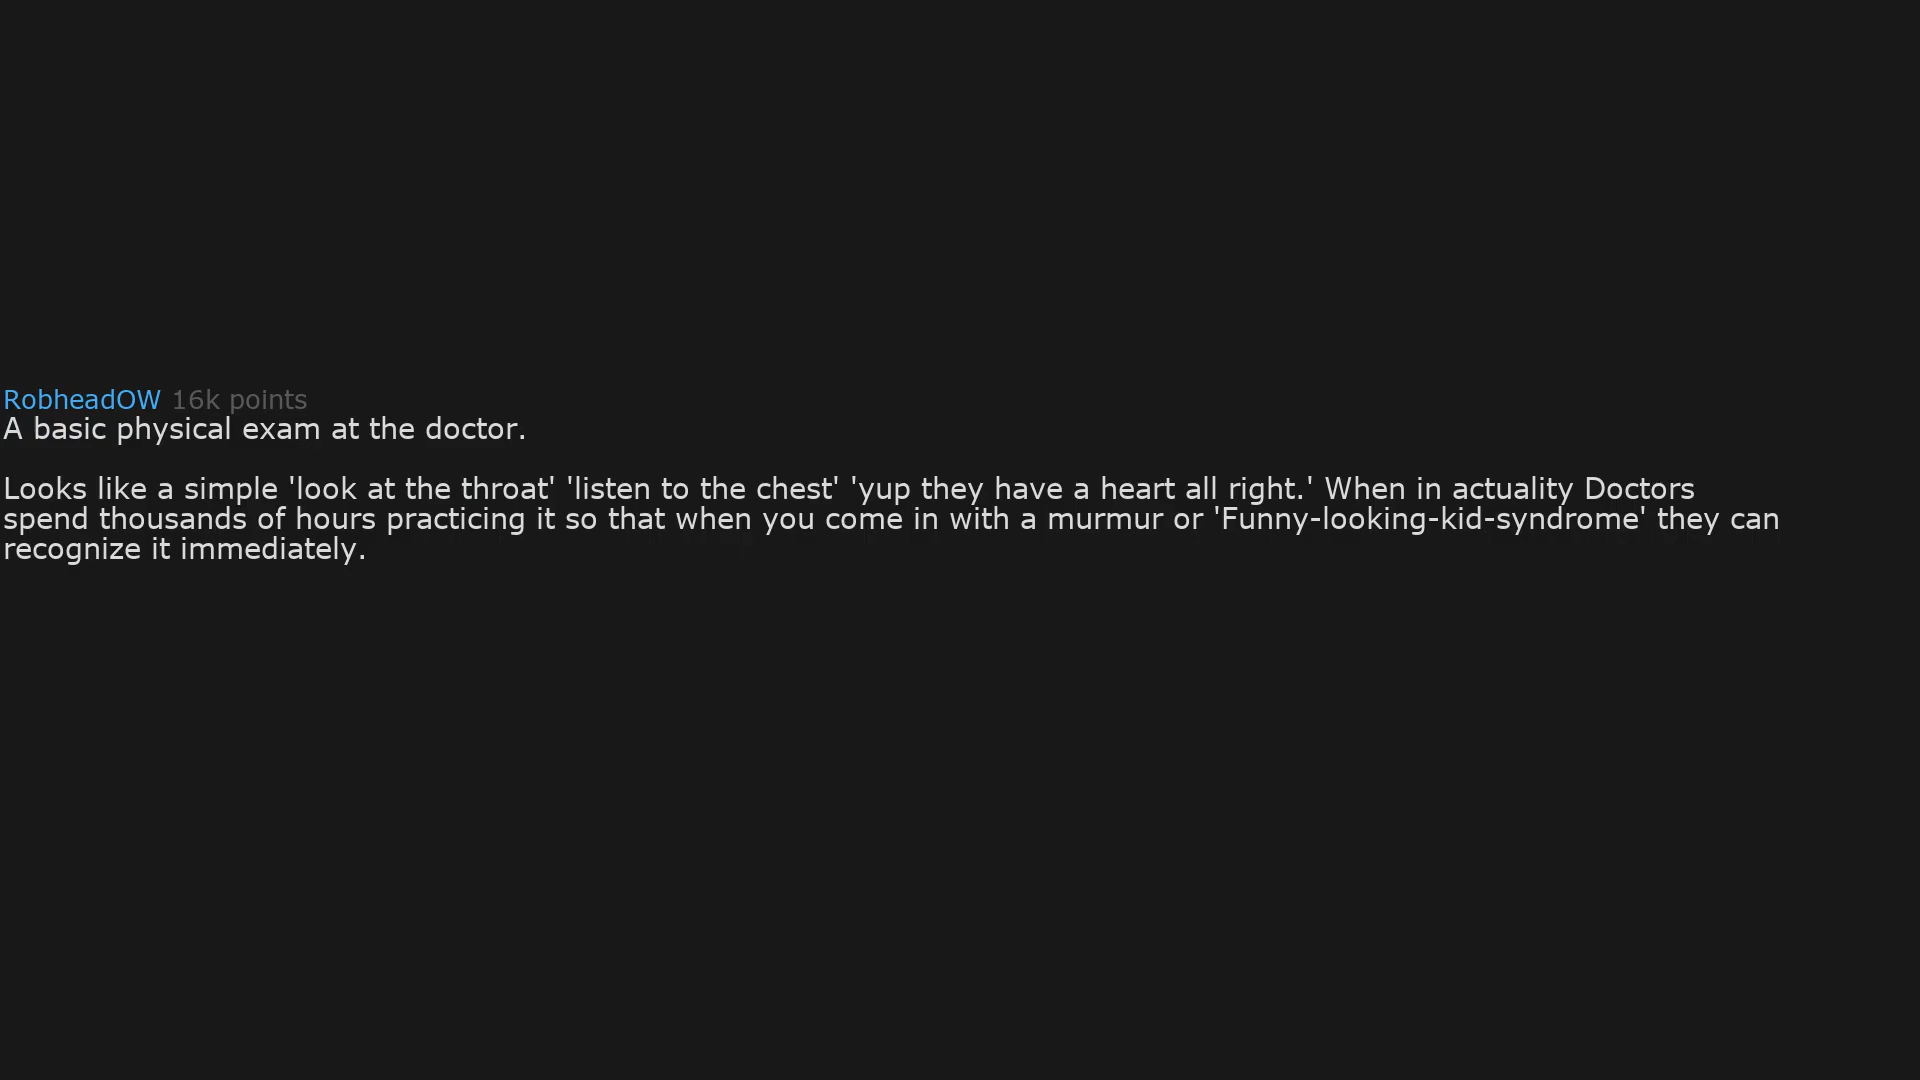 RobheadOW 16k points
A basic physical exam at the doctor.
Looks like a simple 'look at the throat' 'listen to the chest' 'yup they have a heart all right.' When in actuality Doctors
spend thousands of hours practicing it so that when you come in with a murmur or 'Funny-looking-kid-syndrome' they can
recognize it immediately.